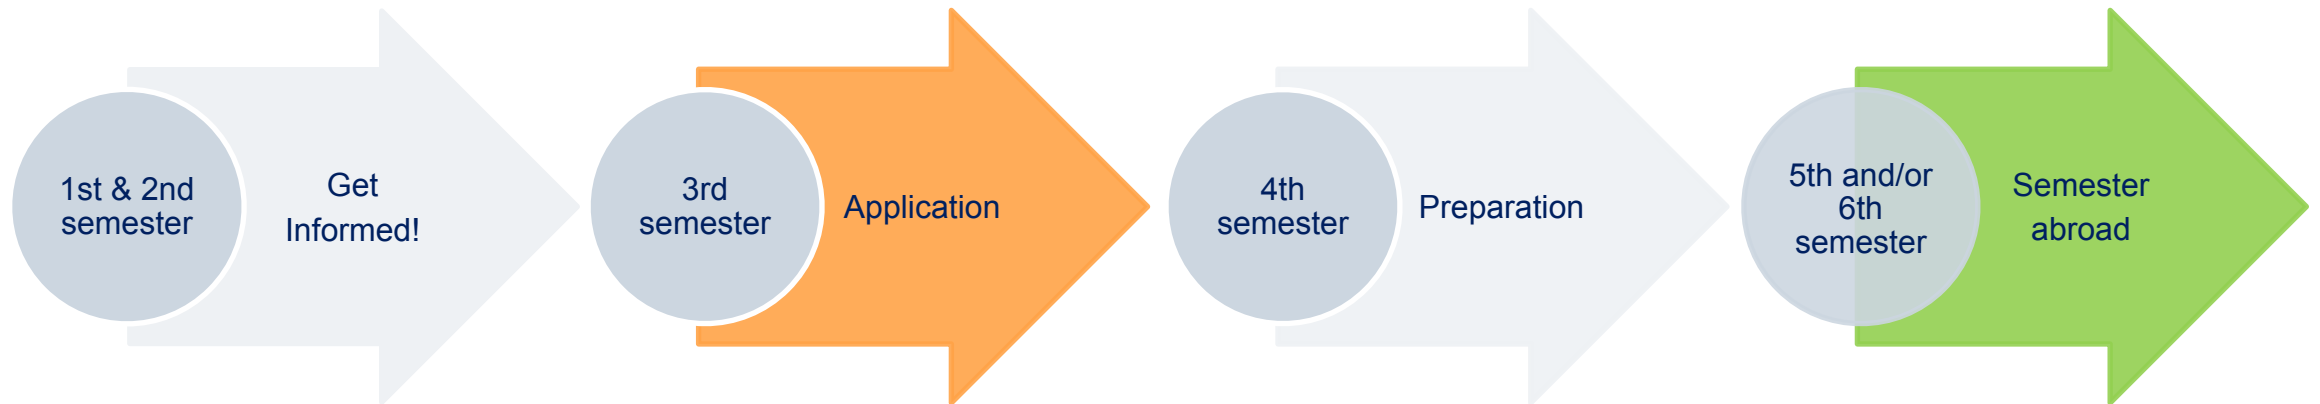 1st & 2nd
semester
Get
Informed!
3rd
semester
Application
4th
semester
Preparation
5th and/or
6th
semester
Semester
abroad